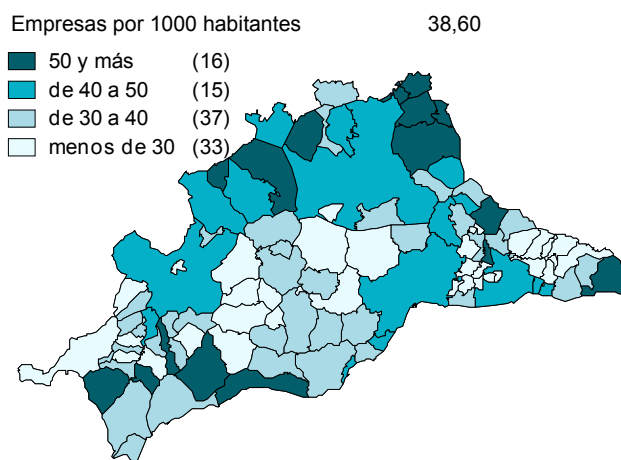 Empresas por 1000 habitantes 38,60
50 y más (16)
de 40 a 50 (15)
de 30 a 40 (37)
menos de 30 (33)